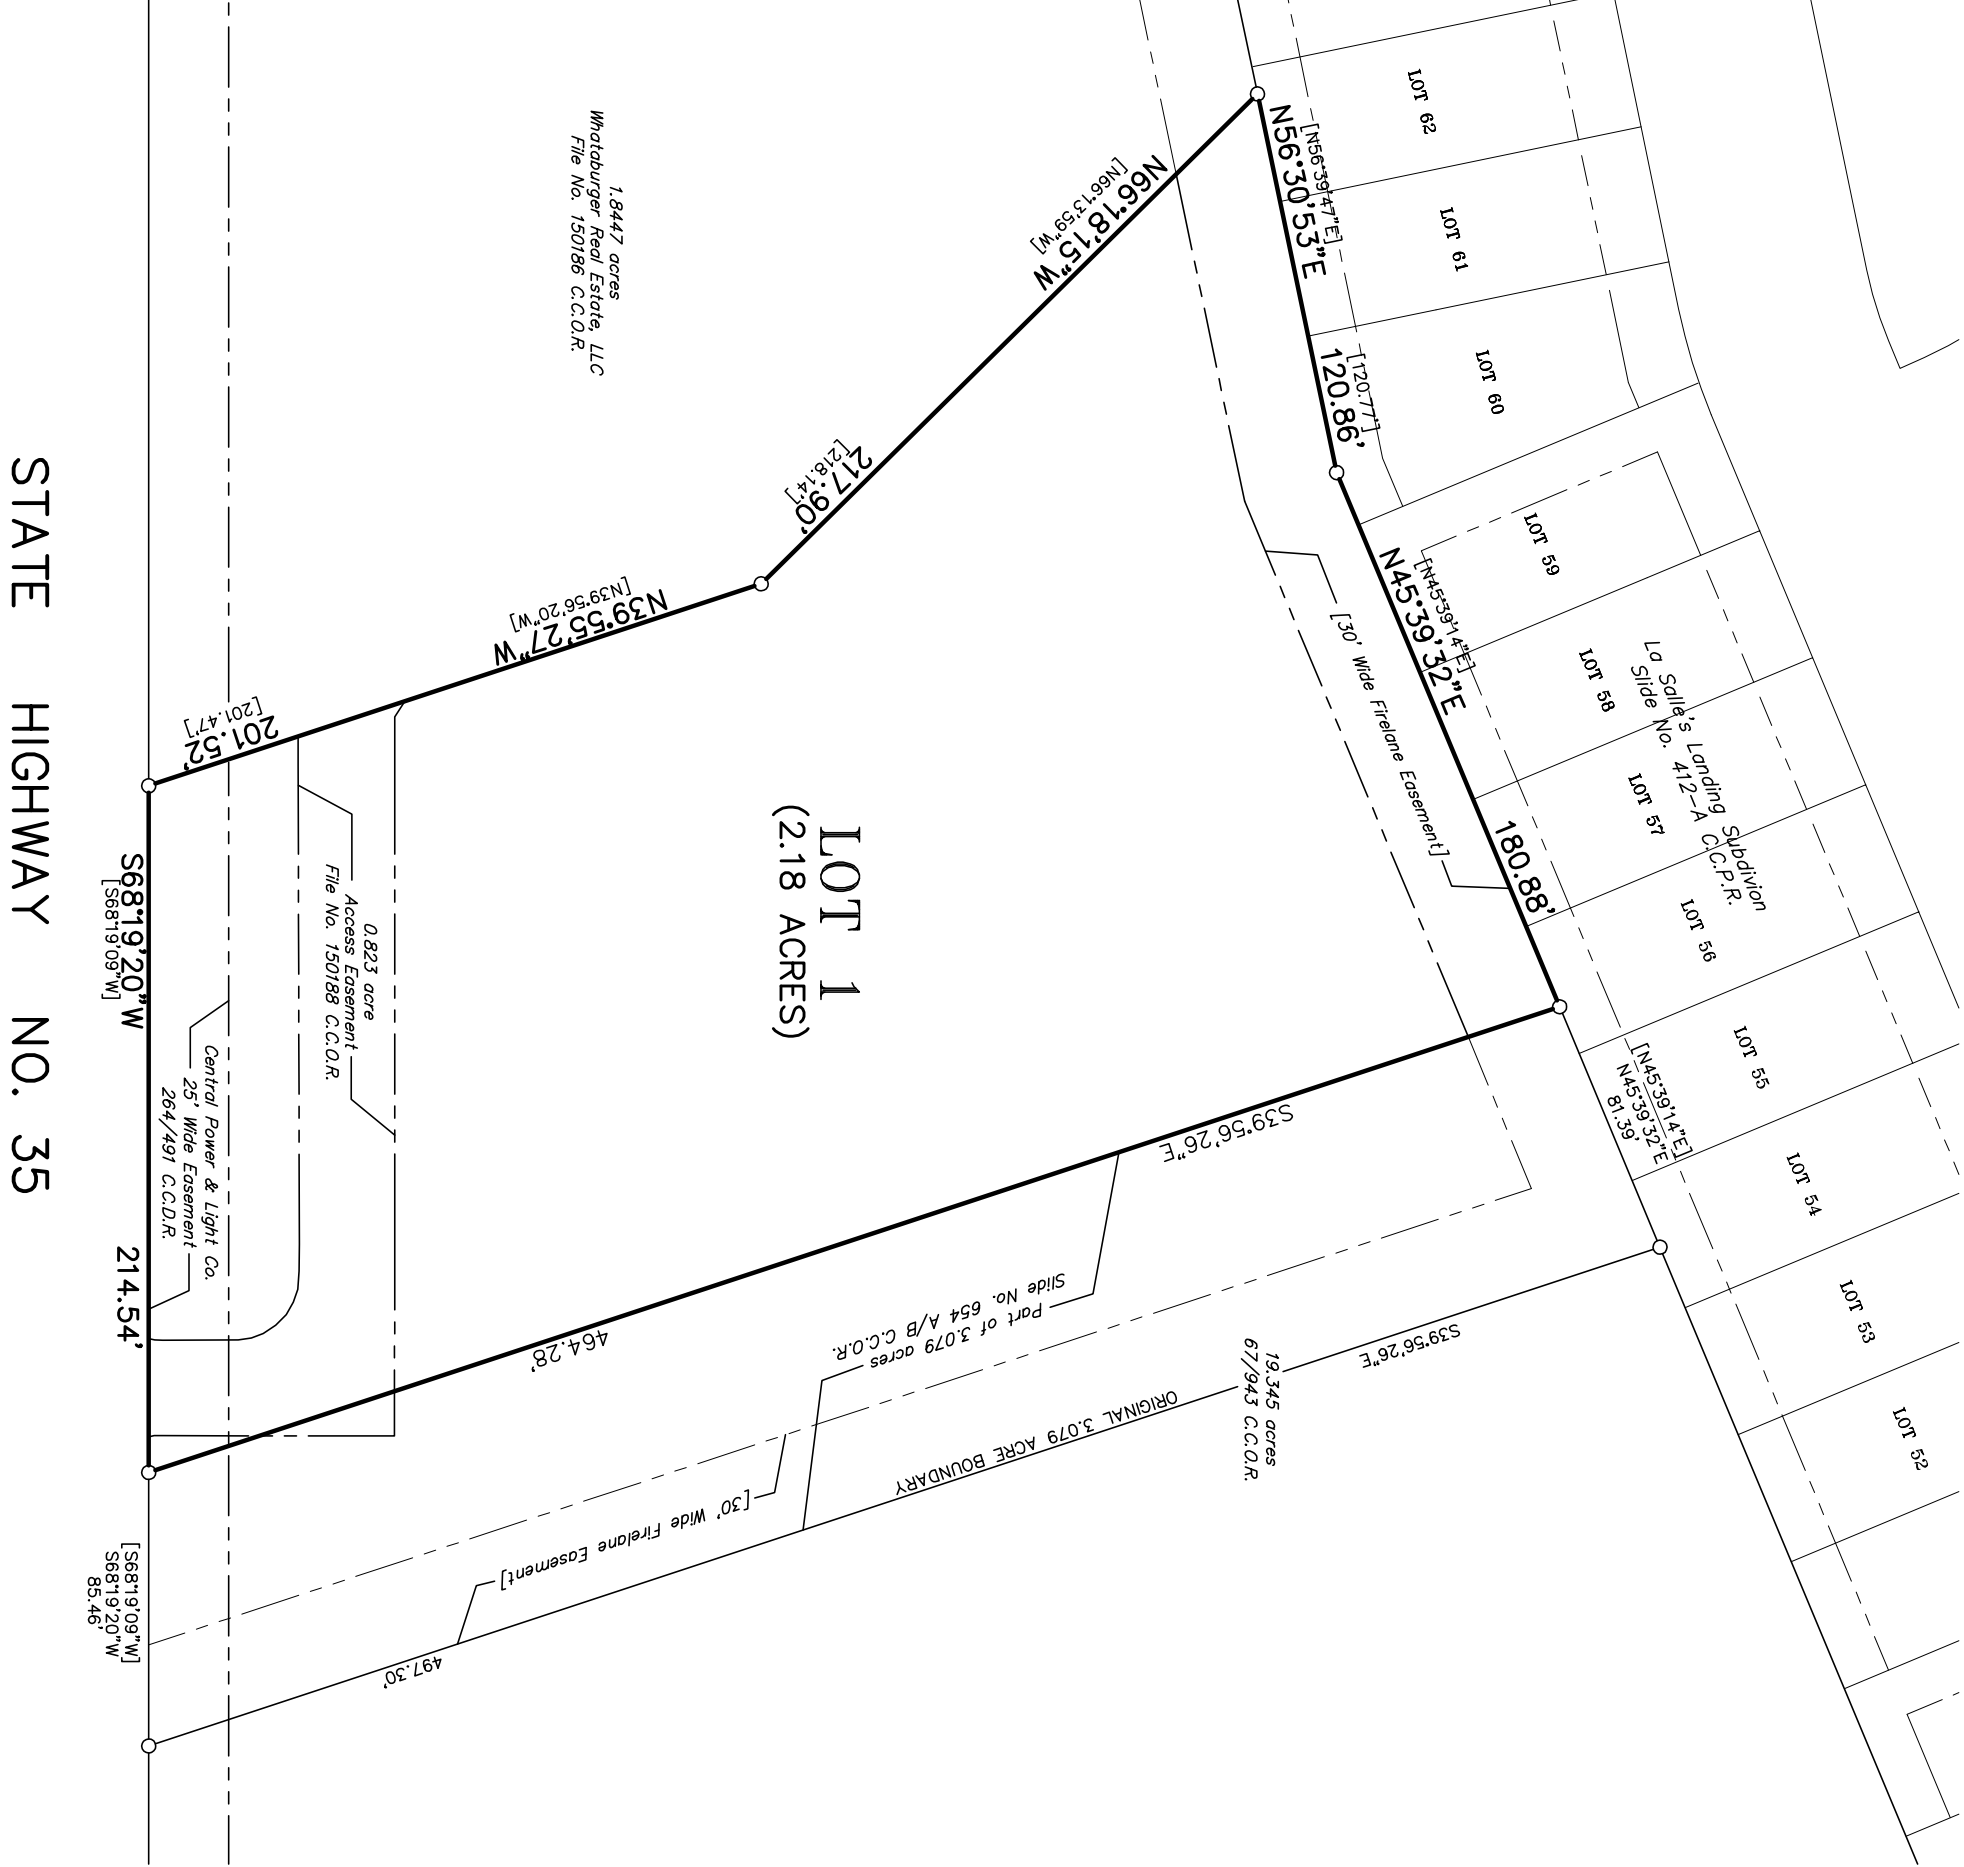 STATE HIGHWAY NO. 35
LOT 1
(2.18 ACRES)
1.8447 acres
Whataburger Real Estate, LLC
File No. 150186 C.C.O.R.
N66°18'15"W
[N66°13'59"W]
217.90'
[218.14']
N39°55'27"W
[N39°56'20"W]
201.52'
[201.47']
S68°19'20"W
[S68°19'09"W]
214.54'
[N56°39'47"E]
N56°30'53"E
[120.77']
120.86'
[N45°39'14"E]
N45°39'32"E
180.88'
[30' Wide Firelane Easement]
0.823 acre
Access Easement
File No. 150188 C.C.O.R.
Central Power & Light Co.
25' Wide Easement
264/491 C.C.D.R.
S39°56'26"E
464.28'
Part of 3.079 acres
Slide No. 654 A/B C.C.O.R.
[30' Wide Firelane Easement]
ORIGINAL 3.079 ACRE BOUNDARY
S39°56'26"E
497.30'
19.345 acres
67/943 C.C.O.R.
[S68°19'09"W]
S68°19'20"W
85.46'
[N45°39'14"E]
N45°39'32"E
81.39'
La Salle's Landing Subdivion
Slide No. 412-A C.C.P.R.
LOT 62
LOT 61
LOT 60
LOT 59
LOT 58
LOT 57
LOT 56
LOT 55
LOT 54
LOT 53
LOT 52